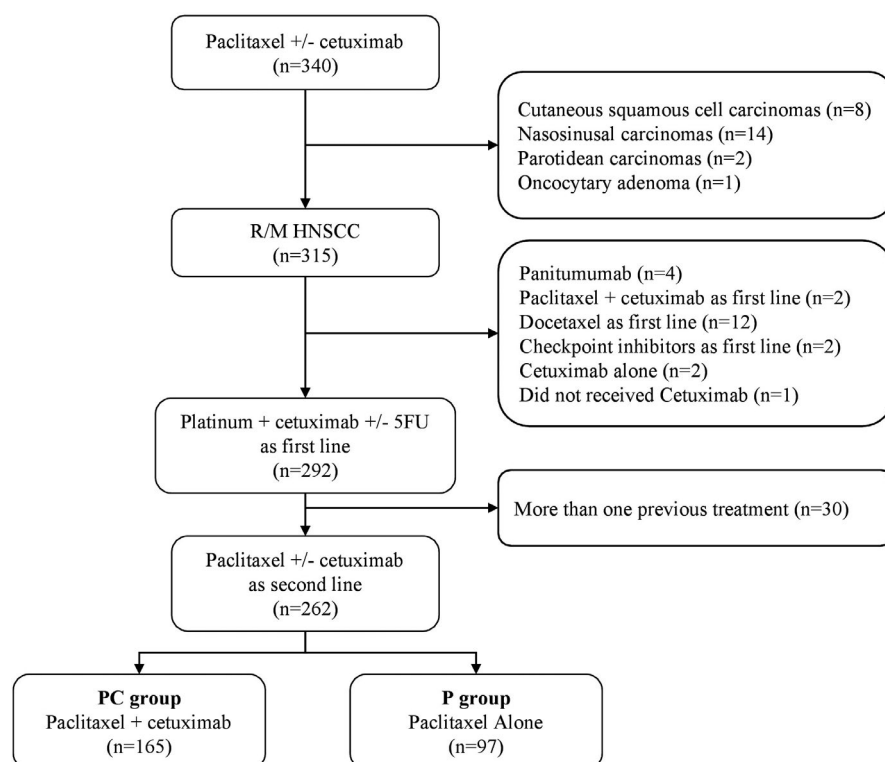 Paclitaxel +/- cetuximab
(n=340)
Cutaneous squamous cell carcinomas (n=8)
Nasosinusal carcinomas (n=14)
Parotidean carcinomas (n=2)
Oncocytary adenoma (n=1)
R/M HNSCC
(n=315)
Panitumumab (n=4)
Paclitaxel + cetuximab as first line (n=2)
Docetaxel as first line (n=12)
Checkpoint inhibitors as first line (n=2)
Cetuximab alone (n=2)
Did not received Cetuximab (n=1)
Platinum + cetuximab +/- 5FU
as first line
(n=292)
More than one previous treatment (n=30)
Paclitaxel +/- cetuximab
as second line
(n=262)
PC group
Paclitaxel + cetuximab
(n=165)
P group
Paclitaxel Alone
(n=97)